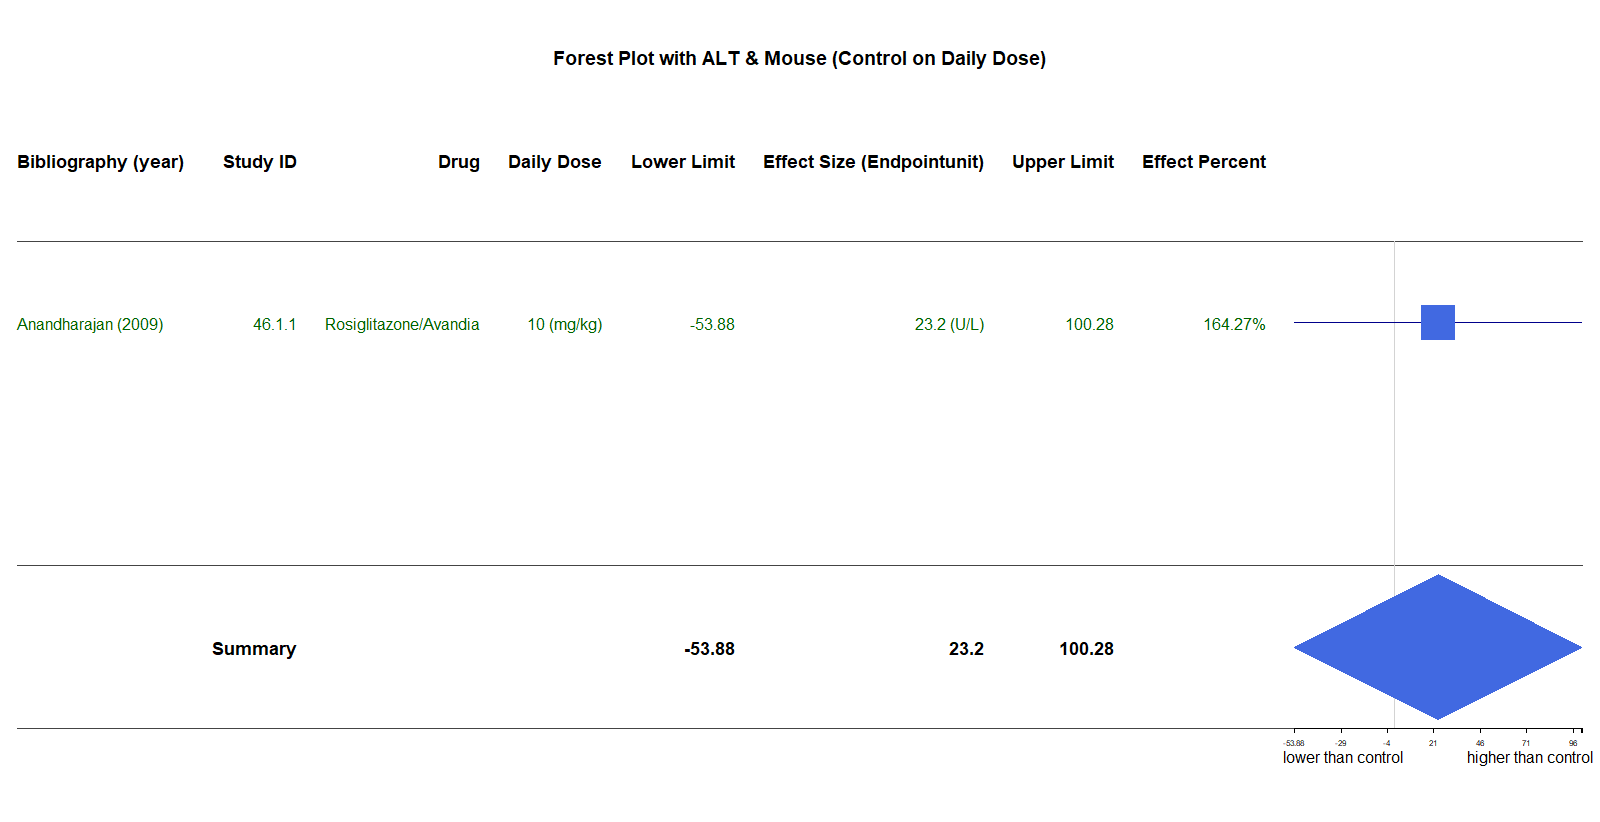 Forest Plot with ALT & Mouse (Control on Daily Dose)
Bibliography (year) Study ID Drug Daily Dose Lower Limit Effect Size (Endpointunit) Upper Limit Effect Percent
Anandharajan (2009) 46.1.1 Rosiglitazone/Avandia 10 (mg/kg) -53.88 23.2 (U/L) 100.28 164.27%
Summary -53.88 23.2 100.28
-53.88 -29 -4 21 46 71 96
lower than control higher than control